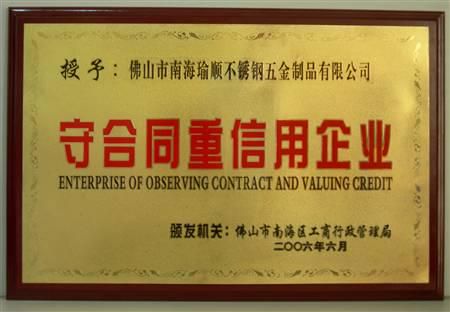 授予：佛山市南海瑜顺不锈钢五金制品有限公司
守合同重信用企业
ENTERPRISE OF OBSERVING CONTRACT AND VALUING CREDIT
颁发机关：佛山市南海区工商行政管理局
二〇〇六年六月